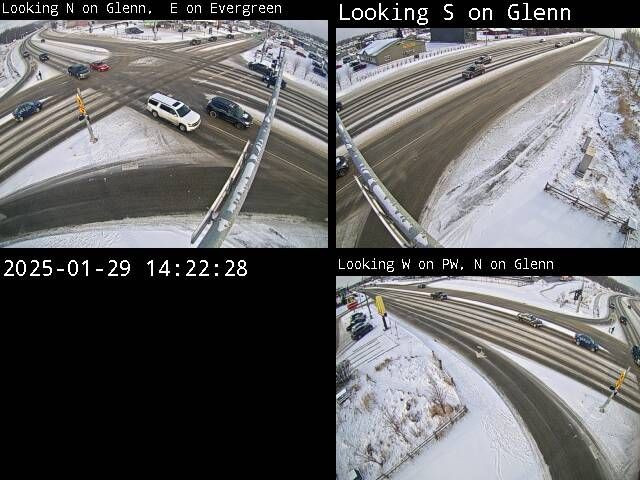 Looking N on Glenn,  E on Evergreen
Looking S on Glenn
2025-01-29 14:22:28
Looking W on PW, N on Glenn